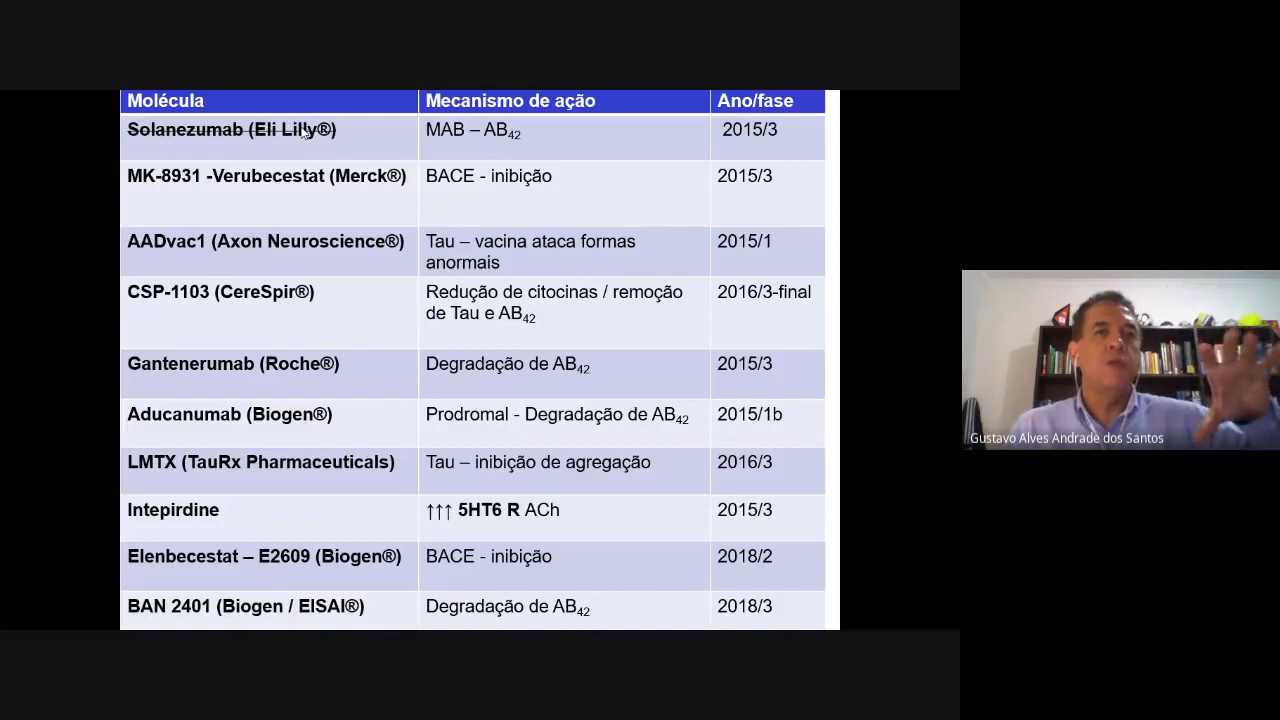 Molécula Mecanismo de ação Ano/fase
Solanezumab (Eli Lilly®) MAB – AB42 2015/3
MK-8931 -Verubecestat (Merck®) BACE - inibição 2015/3
AADvac1 (Axon Neuroscience®) Tau – vacina ataca formas 2015/1
anormais
CSP-1103 (CereSpir®) Redução de citocinas / remoção 2016/3-final
de Tau e AB42
Gantenerumab (Roche®) Degradação de AB42 2015/3
Aducanumab (Biogen®) Prodromal - Degradação de AB42 2015/1b
LMTX (TauRx Pharmaceuticals) Tau – inibição de agregação 2016/3
Intepirdine ↑↑↑ 5HT6 R ACh 2015/3
Elenbecestat – E2609 (Biogen®) BACE - inibição 2018/2
BAN 2401 (Biogen / EISAI®) Degradação de AB42 2018/3
Gustavo Alves Andrade dos Santos